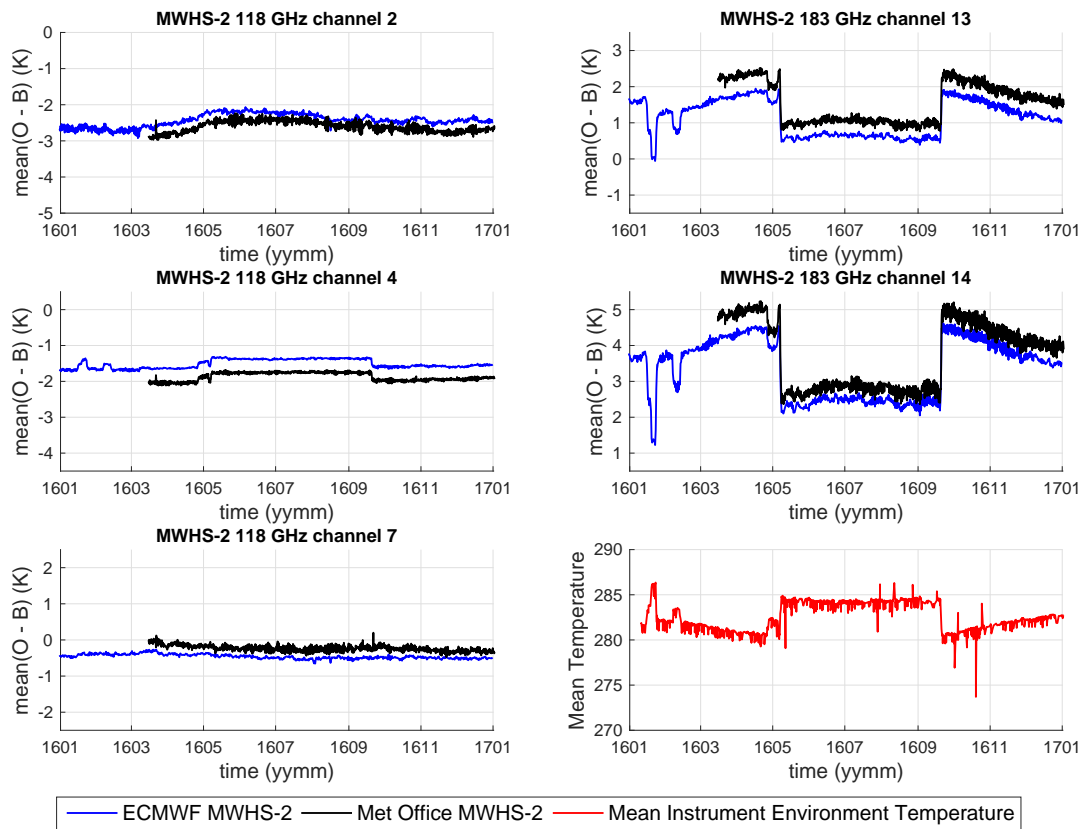 MWHS-2 118 GHz channel 2
mean(O - B) (K)
0
-1
-2
-3
-4
-5
1601 1603 1605 1607 1609 1611 1701
time (yymm)
MWHS-2 183 GHz channel 13
mean(O - B) (K)
3
2
1
0
-1
1601 1603 1605 1607 1609 1611 1701
time (yymm)
MWHS-2 118 GHz channel 4
mean(O - B) (K)
0
-1
-2
-3
-4
1601 1603 1605 1607 1609 1611 1701
time (yymm)
MWHS-2 183 GHz channel 14
mean(O - B) (K)
5
4
3
2
1
1601 1603 1605 1607 1609 1611 1701
time (yymm)
MWHS-2 118 GHz channel 7
mean(O - B) (K)
2
1
0
-1
-2
1601 1603 1605 1607 1609 1611 1701
time (yymm)
Mean Temperature
290
285
280
275
270
1601 1603 1605 1607 1609 1611 1701
time (yymm)
ECMWF MWHS-2 Met Office MWHS-2 Mean Instrument Environment Temperature